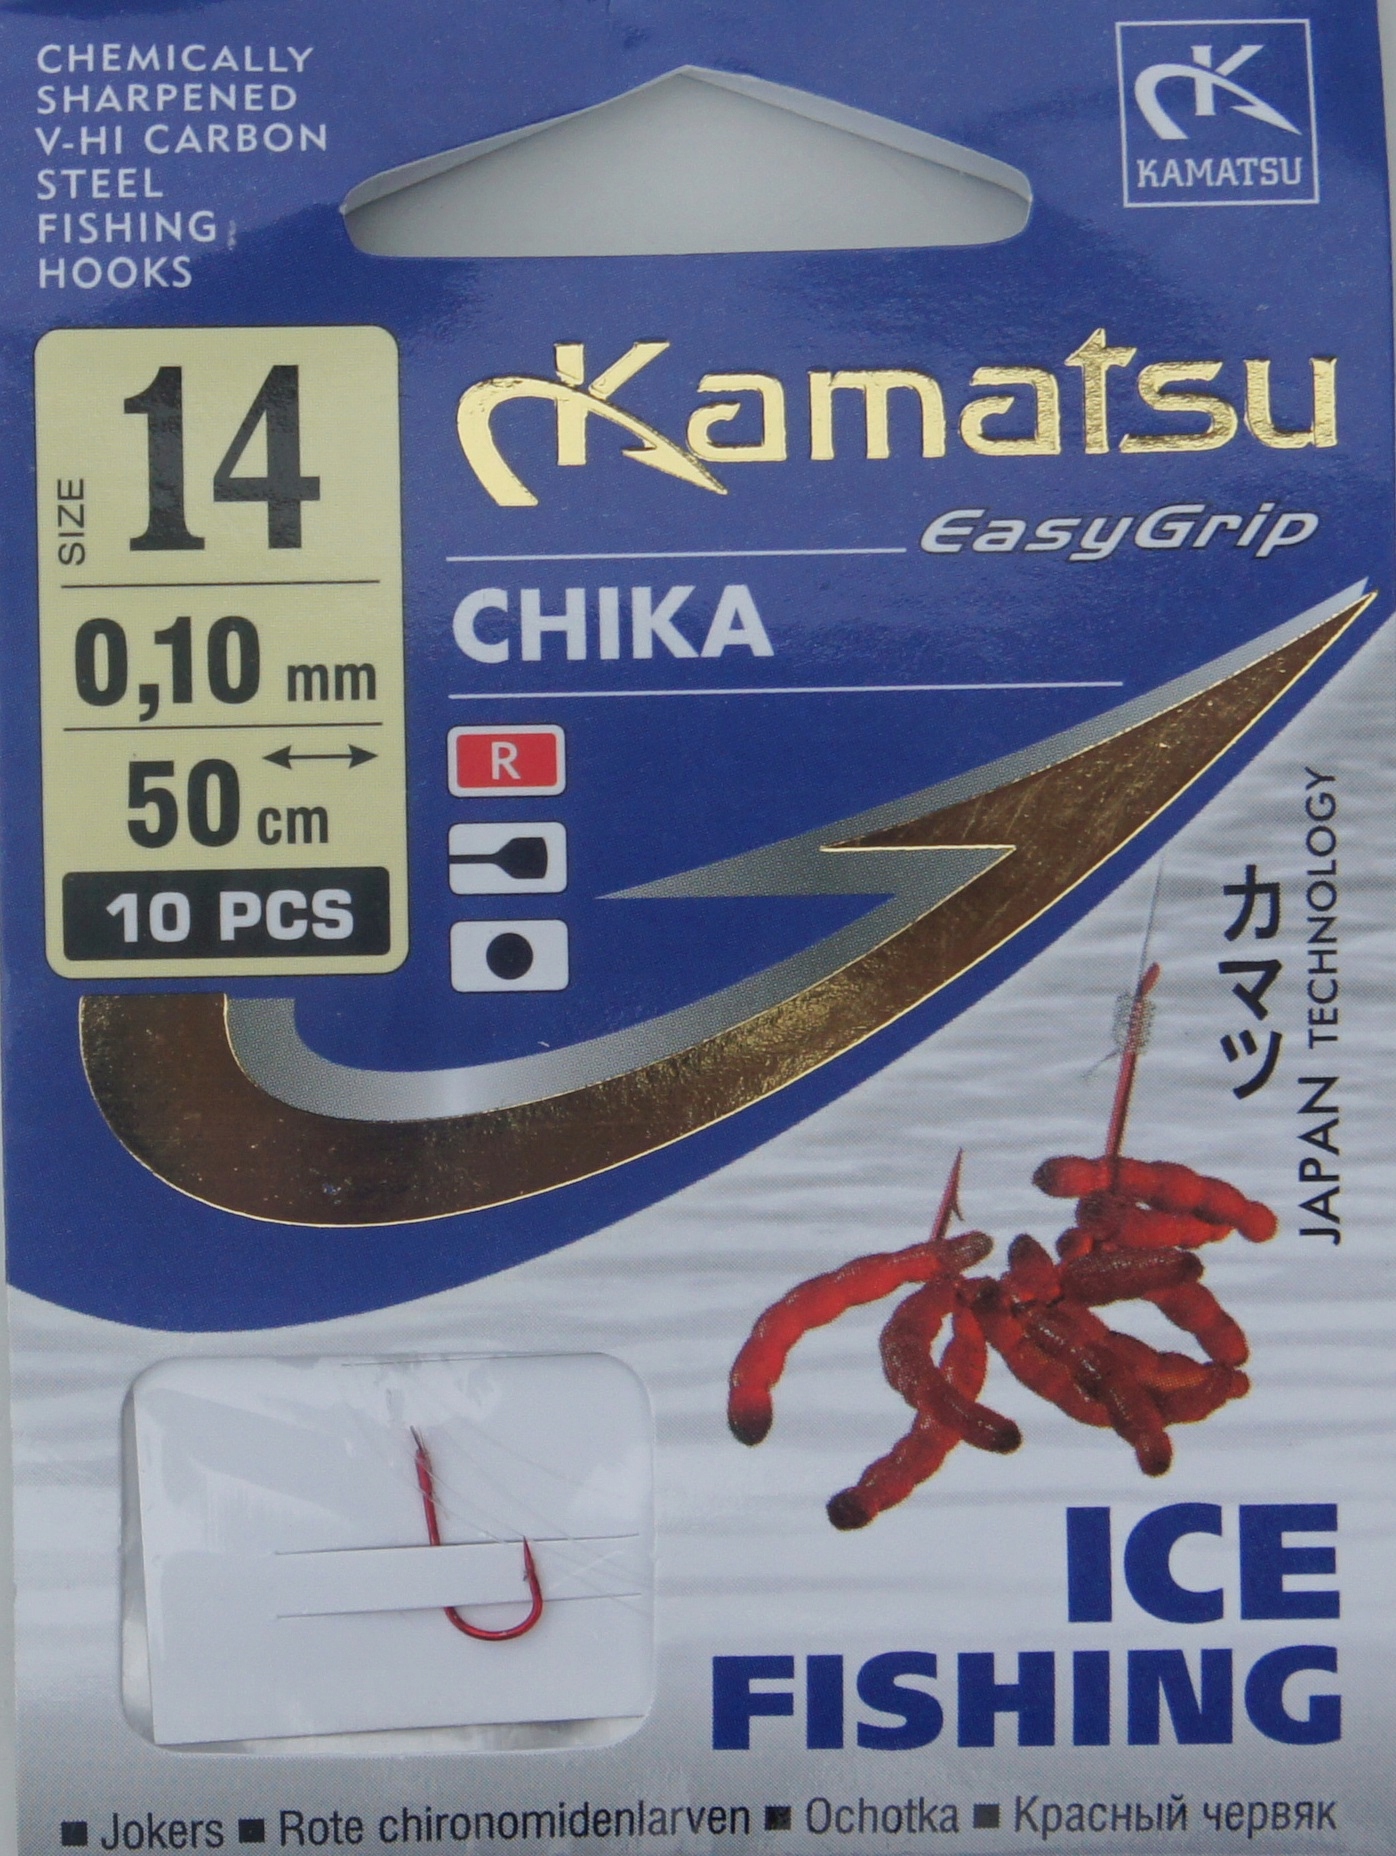 CHEMICALLY
SHARPENED
V-HI CARBON
STEEL
FISHING
HOOKS
KAMATSU
SIZE 14
0,10 mm
50 cm
10 PCS
Kamatsu
EasyGrip
CHIKA
R
カマツ
JAPAN TECHNOLOGY
ICE
FISHING
■ Jokers ■ Rote chironomidenlarven ■ Ochotka ■ Красный червяк